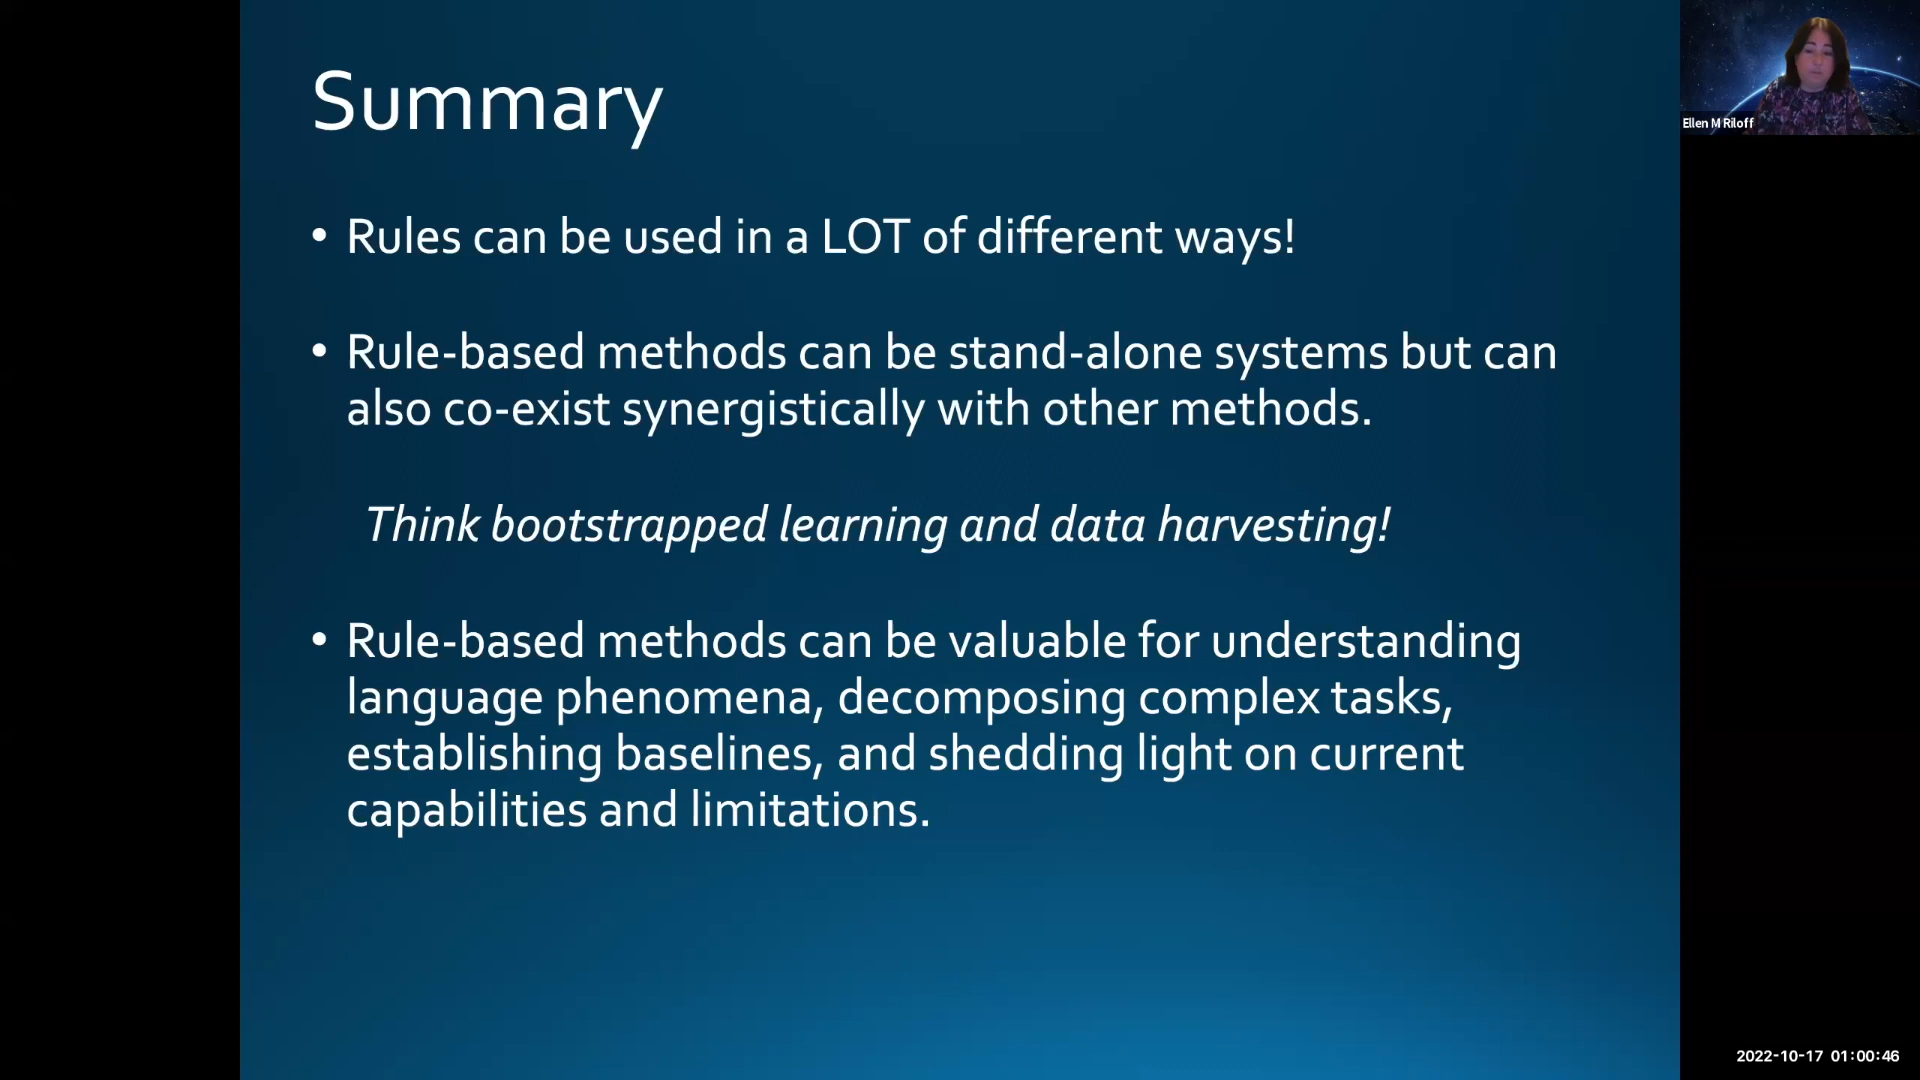 Summary
• Rules can be used in a LOT of different ways!
• Rule-based methods can be stand-alone systems but can
also co-exist synergistically with other methods.
Think bootstrapped learning and data harvesting!
• Rule-based methods can be valuable for understanding
language phenomena, decomposing complex tasks,
establishing baselines, and shedding light on current
capabilities and limitations.
Ellen M Riloff
2022-10-17 01:00:46